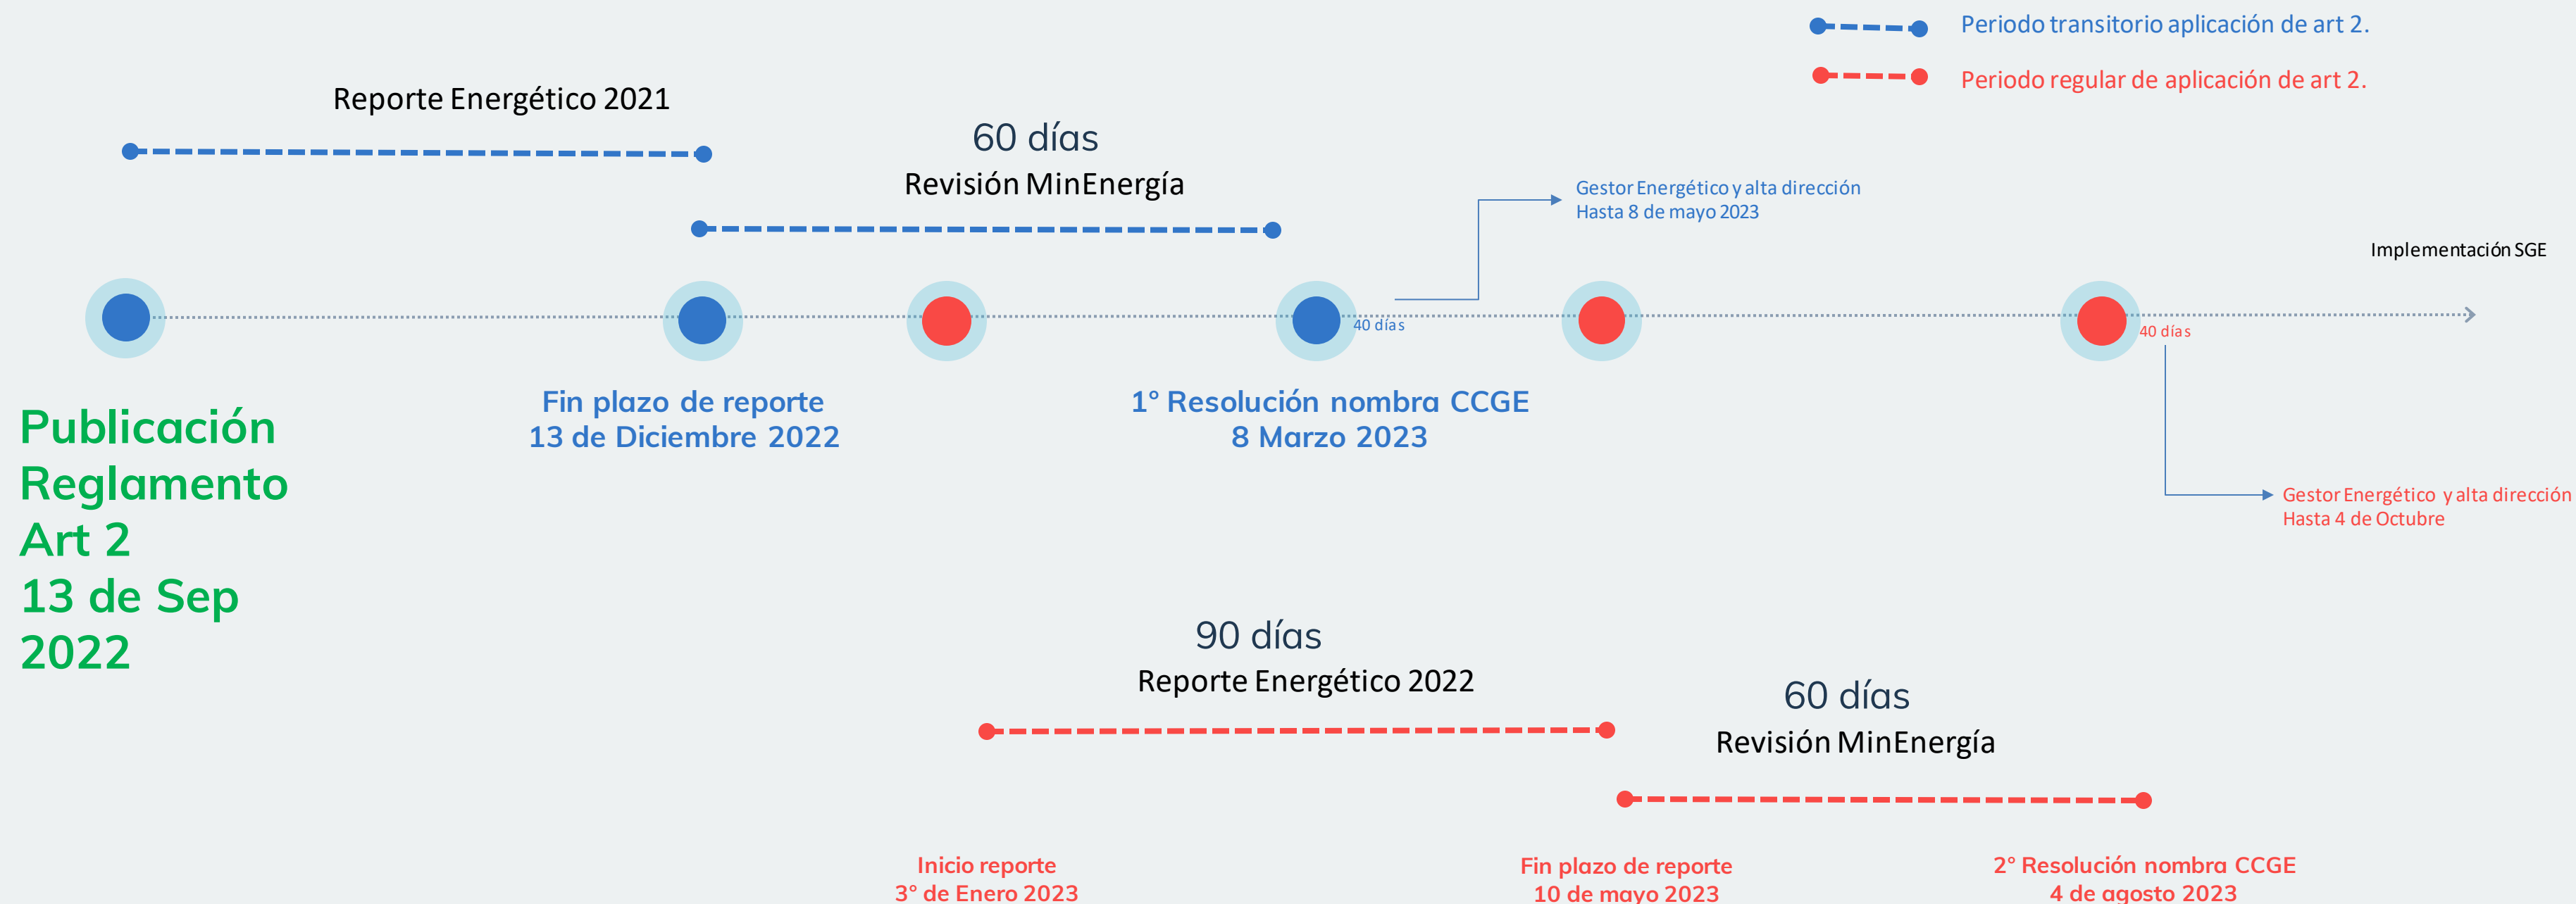 Periodo transitorio aplicación de art 2.
Periodo regular de aplicación de art 2.
Reporte Energético 2021
60 días
Revisión MinEnergía
Gestor Energético y alta dirección
Hasta 8 de mayo 2023
Implementación SGE
40 días
40 días
Fin plazo de reporte
13 de Diciembre 2022
1° Resolución nombra CCGE
8 Marzo 2023
Publicación
Reglamento
Art 2
13 de Sep
2022
Gestor Energético y alta dirección
Hasta 4 de Octubre
90 días
Reporte Energético 2022
60 días
Revisión MinEnergía
Inicio reporte
3° de Enero 2023
Fin plazo de reporte
10 de mayo 2023
2° Resolución nombra CCGE
4 de agosto 2023